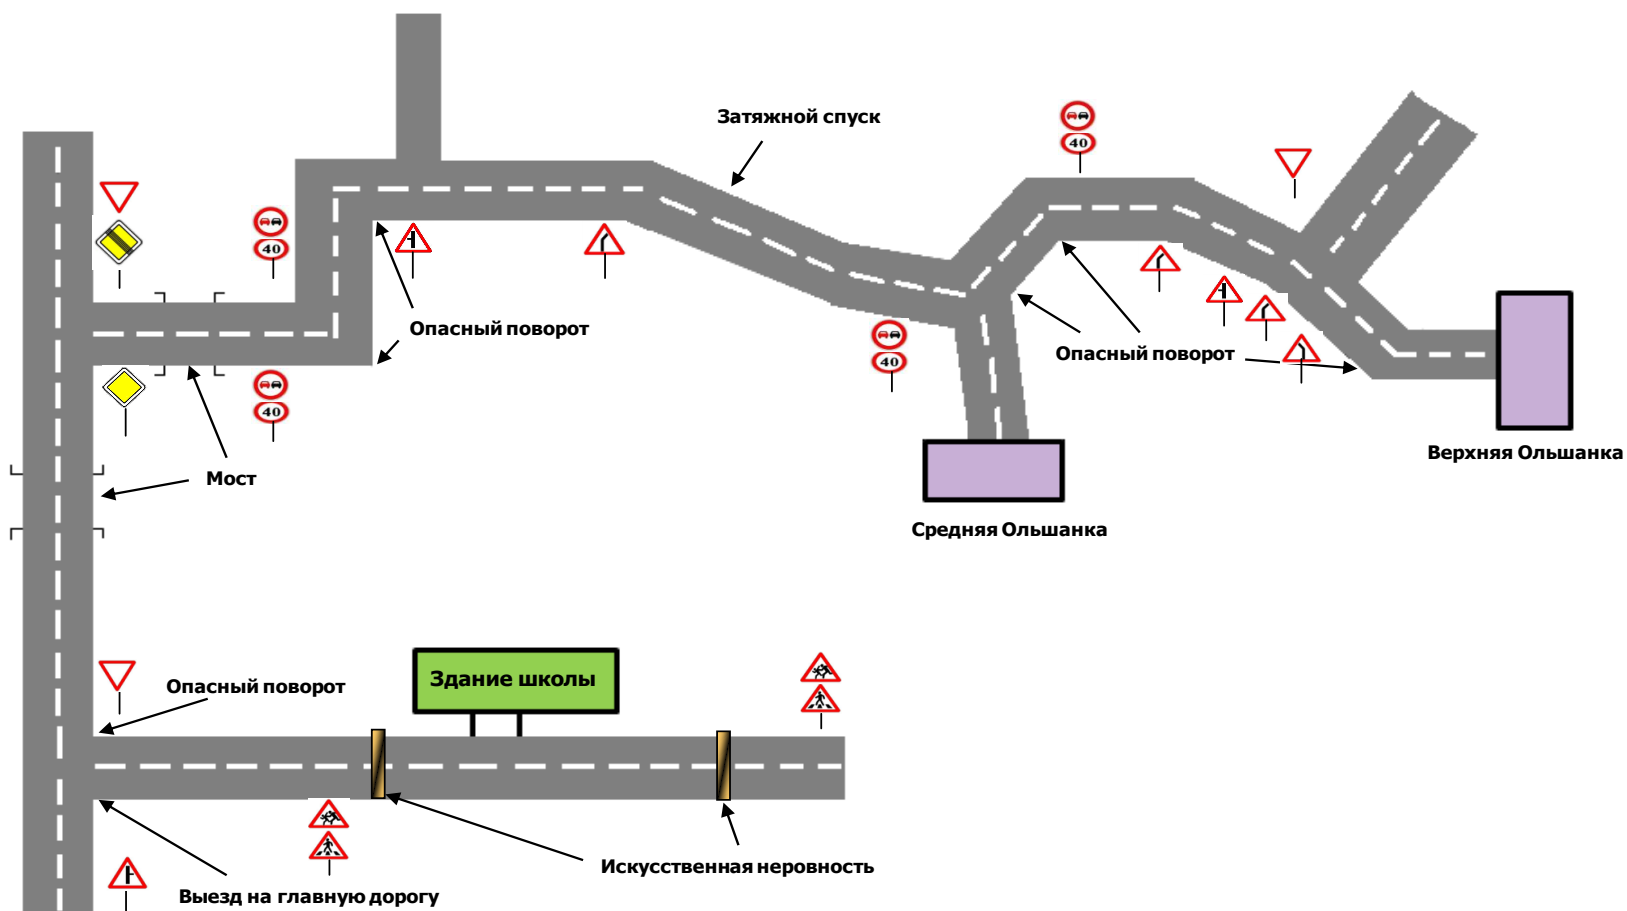 Затяжной спуск
40
40
Опасный поворот
40
Опасный поворот
40
Мост
Верхняя Ольшанка
Средняя Ольшанка
Здание школы
Опасный поворот
Искусственная неровность
Выезд на главную дорогу